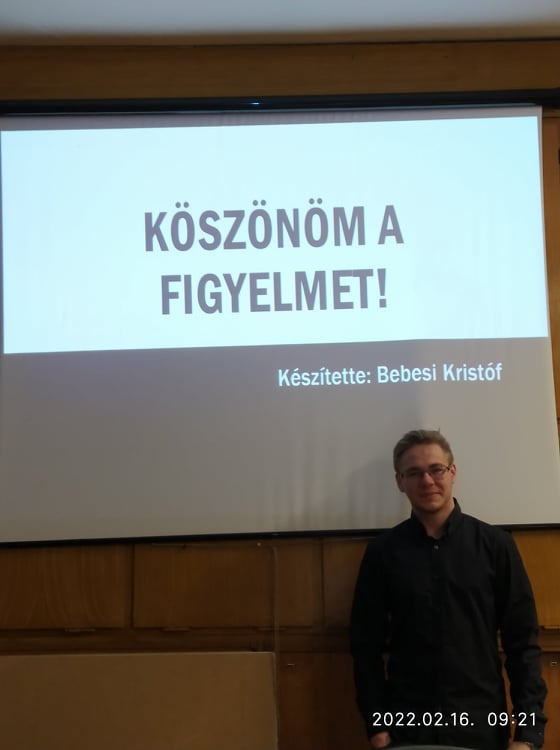 KÖSZÖNÖM A
FIGYELMET!
Készítette: Bebesi Kristóf
2022.02.16. 09:21